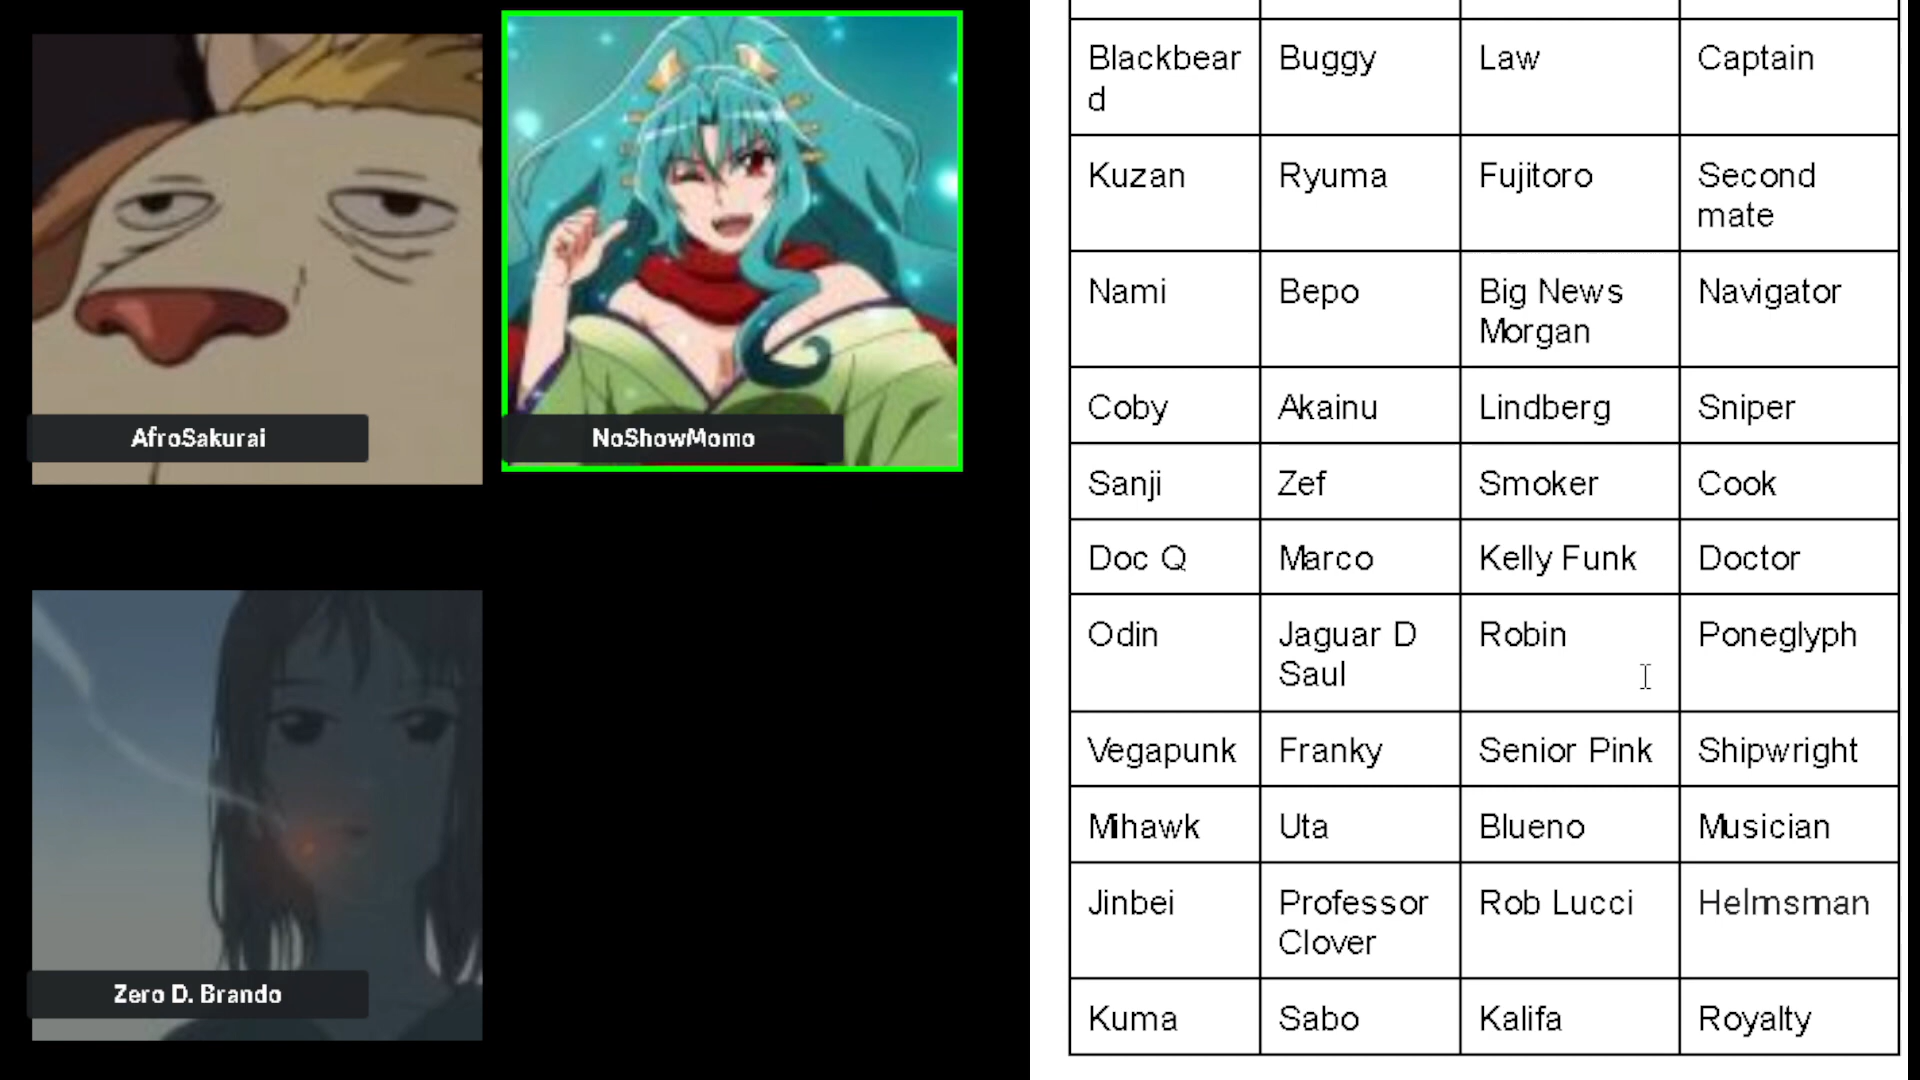 AfroSakurai
NoShowMomo
Zero D. Brando
Blackbear Buggy Law Captain
d
Kuzan Ryuma Fujitoro Second
mate
Nami Bepo Big News Navigator
Morgan
Coby Akainu Lindberg Sniper
Sanji Zef Smoker Cook
Doc Q Marco Kelly Funk Doctor
Odin Jaguar D Robin Poneglyph
Saul
Vegapunk Franky Senior Pink Shipwright
Mihawk Uta Blueno Musician
Jinbei Professor Rob Lucci Helmsman
Clover
Kuma Sabo Kalifa Royalty